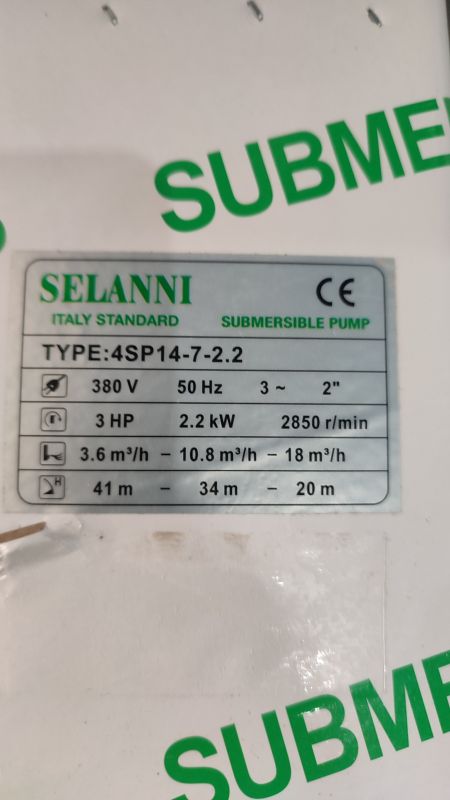 SUBME
SELANNI CE
ITALY STANDARD SUBMERSIBLE PUMP
TYPE:4SP14-7-2.2
380 V 50 Hz 3 ~ 2"
3 HP 2.2 kW 2850 r/min
3.6 m³/h – 10.8 m³/h – 18 m³/h
H 41 m – 34 m – 20 m
SUBME